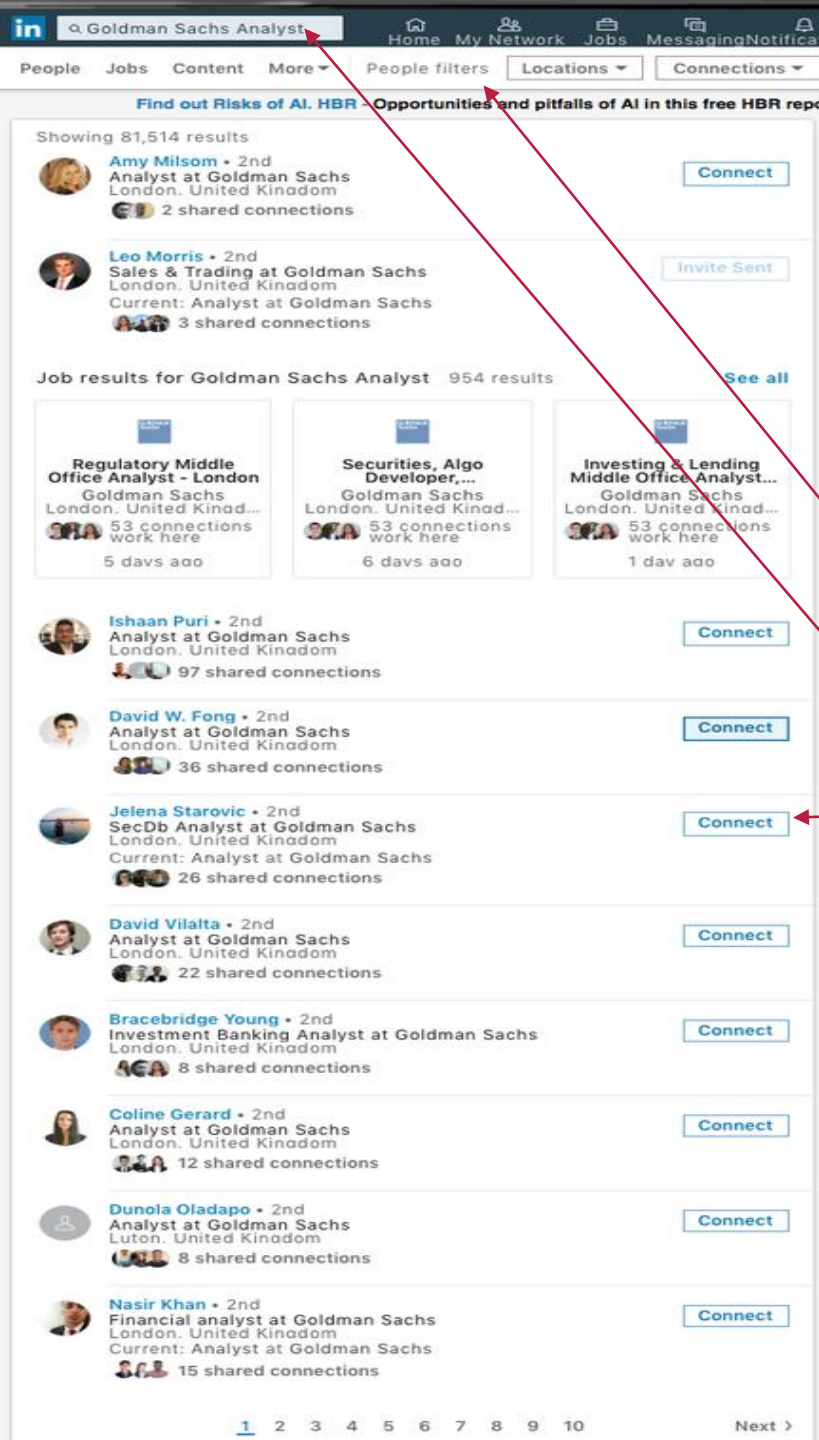 in Goldman Sachs Analyst Home My Network Jobs MessagingNotifica
People Jobs Content More People filters Locations Connections
Find out Risks of AI. HBR - Opportunities and pitfalls of AI in this free HBR repo
Showing 81,514 results
Amy Milsom • 2nd
Analyst at Goldman Sachs
London, United Kingdom
2 shared connections
Connect
Leo Morris • 2nd
Sales & Trading at Goldman Sachs
London, United Kingdom
Current: Analyst at Goldman Sachs
3 shared connections
Invite Sent
Job results for Goldman Sachs Analyst 954 results See all
Regulatory Middle
Office Analyst - London
Goldman Sachs
London, United Kingd...
53 connections
work here
5 days ago
Securities, Algo
Developer,...
Goldman Sachs
London, United Kingd...
53 connections
work here
6 days ago
Investing & Lending
Middle Office Analyst...
Goldman Sachs
London, United Kingd...
53 connections
work here
1 day ago
Ishaan Puri • 2nd
Analyst at Goldman Sachs
London, United Kingdom
97 shared connections
Connect
David W. Fong • 2nd
Analyst at Goldman Sachs
London, United Kingdom
36 shared connections
Connect
Jelena Starovic • 2nd
SecDb Analyst at Goldman Sachs
London, United Kingdom
Current: Analyst at Goldman Sachs
26 shared connections
Connect
David Vilalta • 2nd
Analyst at Goldman Sachs
London, United Kingdom
22 shared connections
Connect
Bracebridge Young • 2nd
Investment Banking Analyst at Goldman Sachs
London, United Kingdom
8 shared connections
Connect
Coline Gerard • 2nd
Analyst at Goldman Sachs
London, United Kingdom
12 shared connections
Connect
Dunola Oladapo • 2nd
Analyst at Goldman Sachs
Luton, United Kingdom
8 shared connections
Connect
Nasir Khan • 2nd
Financial analyst at Goldman Sachs
London, United Kingdom
Current: Analyst at Goldman Sachs
15 shared connections
Connect
1 2 3 4 5 6 7 8 9 10 Next >